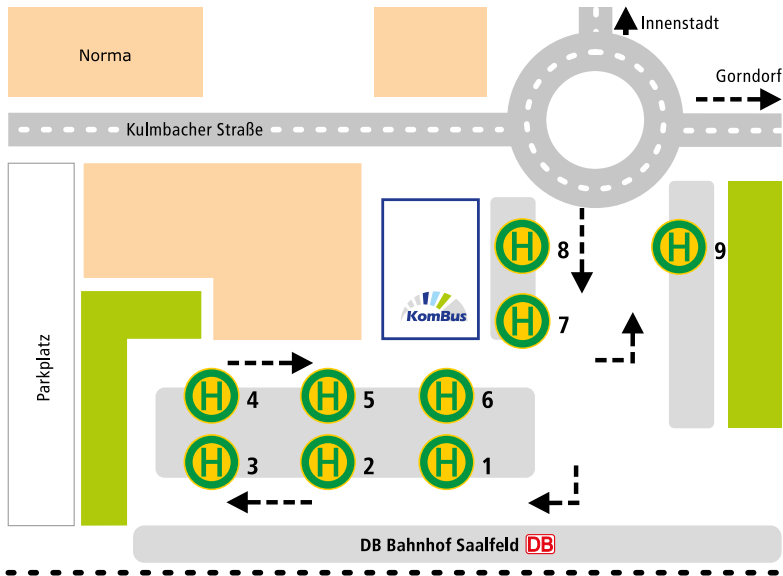 Innenstadt
Norma
Gorndorf
Kulmbacher Straße
H 8
H 9
KomBus
H 7
Parkplatz
H 4 H 5 H 6
H 3 H 2 H 1
DB Bahnhof Saalfeld DB